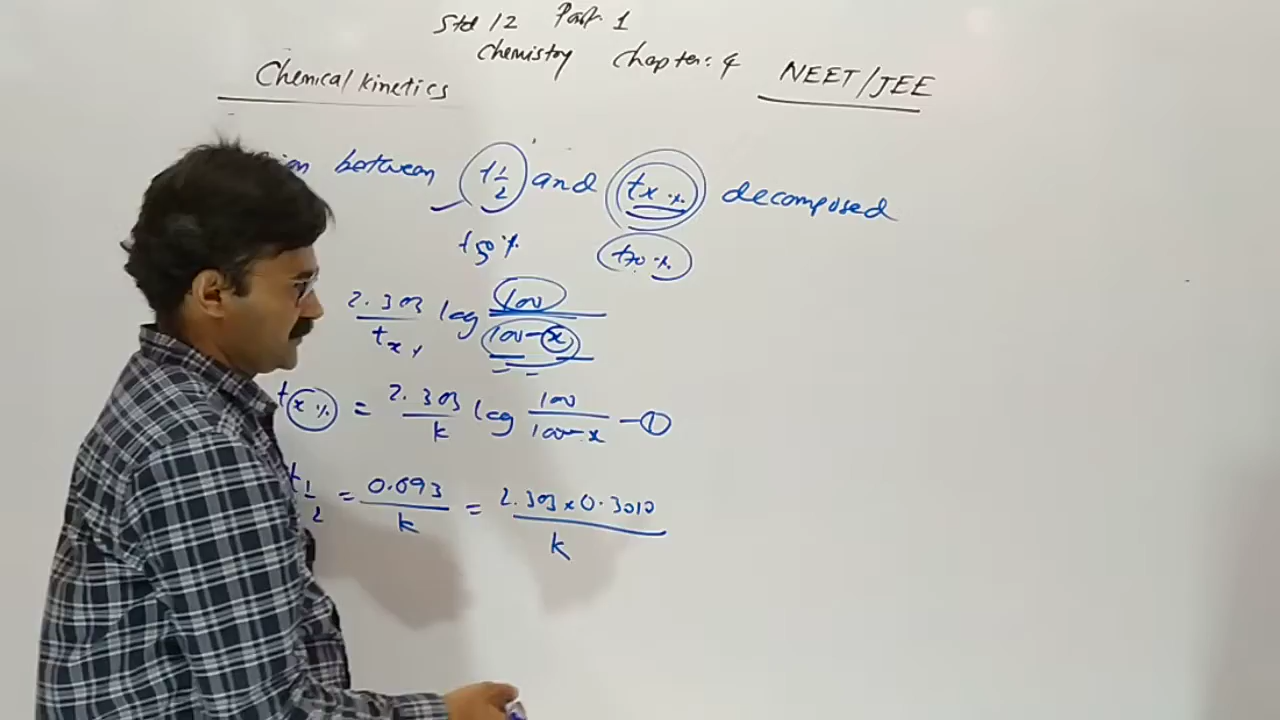 Std 12 Part 1
Chemistry Chapter: 4 NEET/JEE
Chemical kinetics
between t½ and tx% decomposed
t50% t70%
2.303/tx% log 100/100-x
tx% = 2.303/k log 100/100-x —①
t½ = 0.693/k = 2.303×0.3010/k